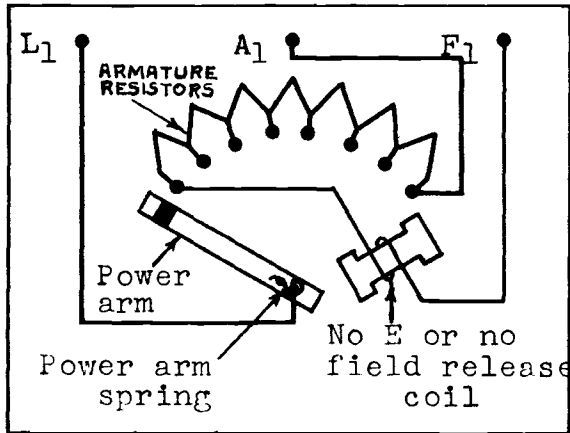 L1 A1 F1
ARMATURE
RESISTORS
Power
arm
Power arm
spring
No E or no
field release
coil